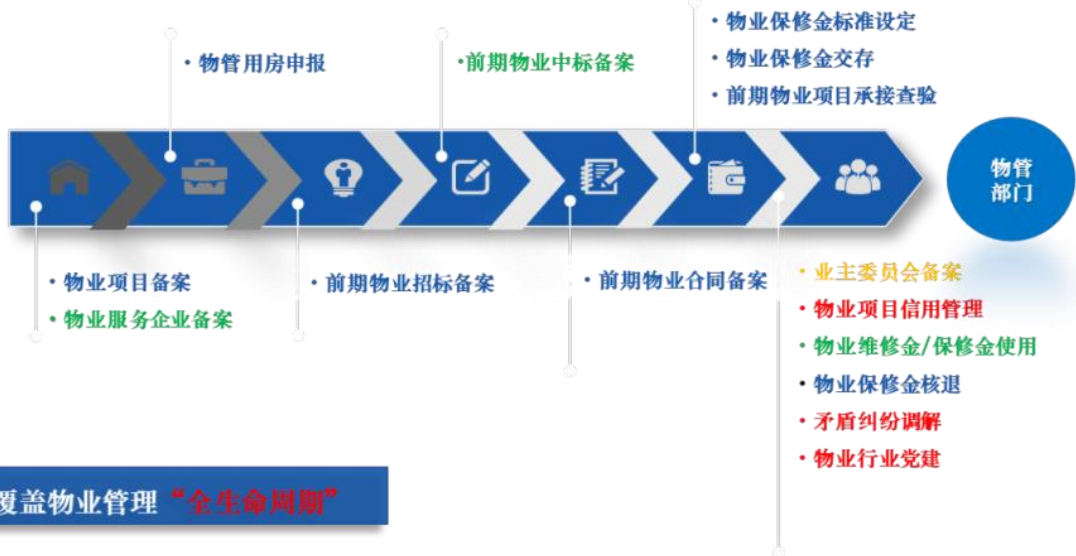 · 物业保修金标准设定
· 物管用房申报
· 前期物业中标备案
· 物业保修金交存
· 前期物业项目承接查验
物管
部门
· 物业项目备案
· 物业服务企业备案
· 前期物业招标备案
· 前期物业合同备案
· 业主委员会备案
· 物业项目信用管理
· 物业维修金/保修金使用
· 物业保修金核退
· 矛盾纠纷调解
· 物业行业党建
覆盖物业管理“全生命周期”